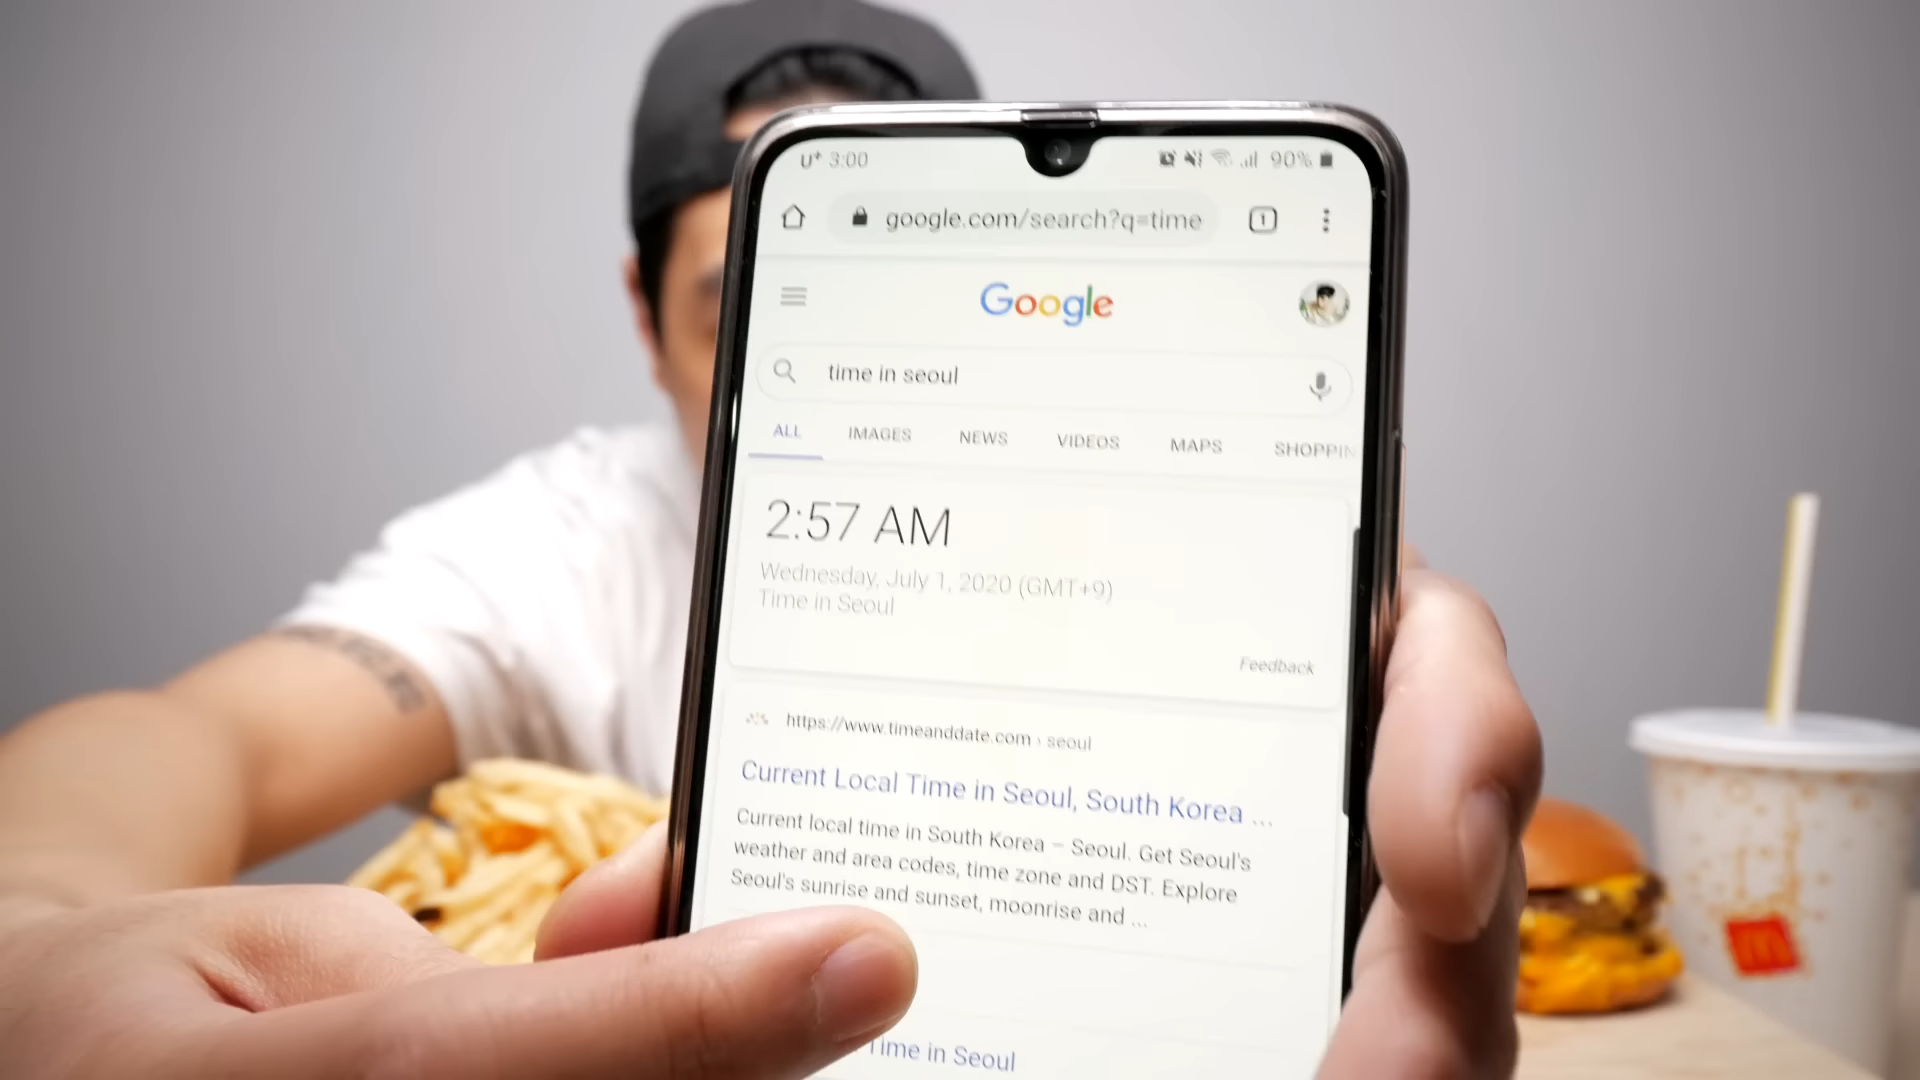 U+ 3:00 90%
google.com/search?q=time
1
Google
time in seoul
ALL IMAGES NEWS VIDEOS MAPS SHOPPIN
2:57 AM
Wednesday, July 1, 2020 (GMT+9)
Time in Seoul
Feedback
https://www.timeanddate.com › seoul
Current Local Time in Seoul, South Korea ...
Current local time in South Korea – Seoul. Get Seoul's
weather and area codes, time zone and DST. Explore
Seoul's sunrise and sunset, moonrise and ...
Time in Seoul